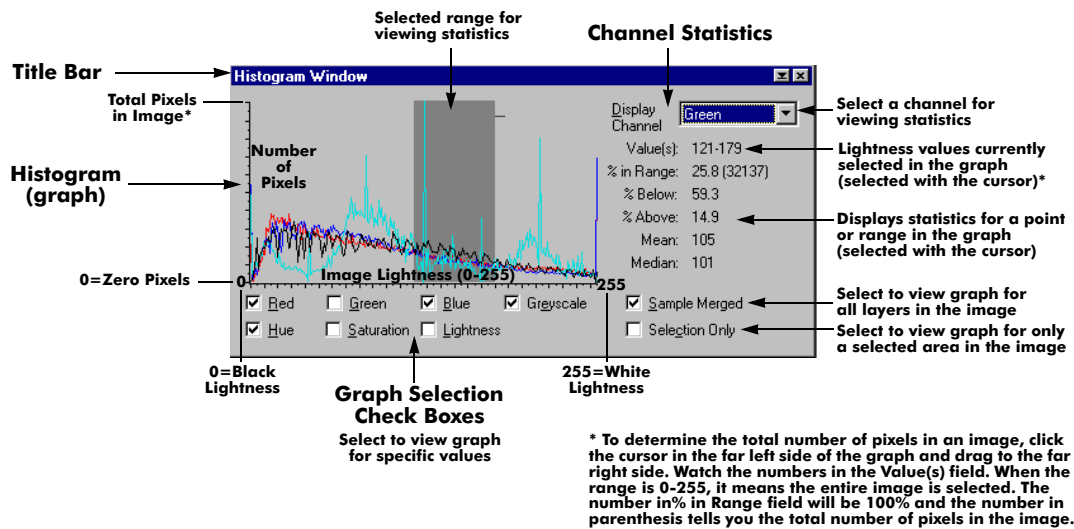 Selected range for
viewing statistics
Channel Statistics
Title Bar
Histogram Window
Total Pixels
in Image*
Display
Channel
Green
Select a channel for
viewing statistics
Number
of
Pixels
Histogram
(graph)
Value(s): 121-179
% in Range: 25.8 (32137)
% Below: 59.3
% Above: 14.9
Mean: 105
Median: 101
Lightness values currently
selected in the graph
(selected with the cursor)*
Displays statistics for a point
or range in the graph
(selected with the cursor)
0=Zero Pixels
0
Image Lightness (0-255)
255
Red
Green
Blue
Greyscale
Sample Merged
Select to view graph for
all layers in the image
Hue
Saturation
Lightness
Selection Only
Select to view graph for only
a selected area in the image
0=Black
Lightness
255=White
Lightness
Graph Selection
Check Boxes
Select to view graph
for specific values
* To determine the total number of pixels in an image, click
the cursor in the far left side of the graph and drag to the far
right side. Watch the numbers in the Value(s) field. When the
range is 0-255, it means the entire image is selected. The
number in% in Range field will be 100% and the number in
parenthesis tells you the total number of pixels in the image.